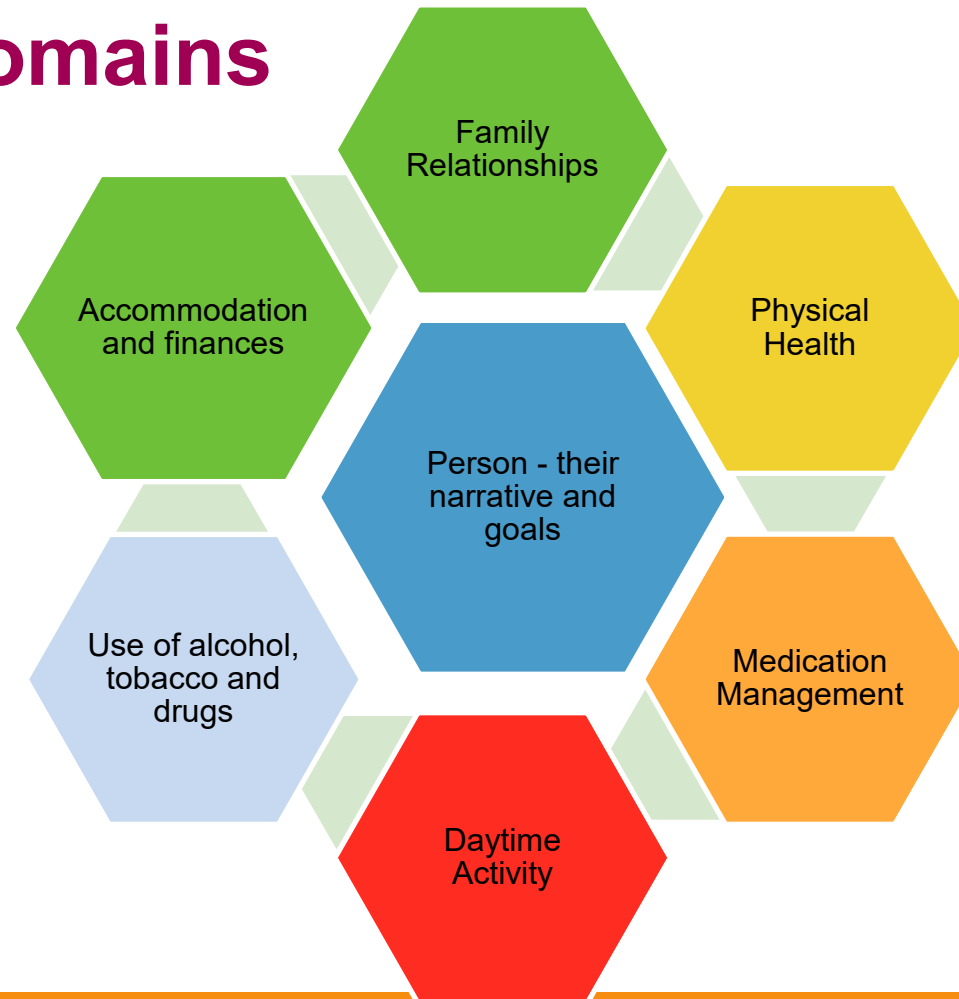 omains
Family
Relationships
Accommodation
and finances
Physical
Health
Person - their
narrative and
goals
Use of alcohol,
tobacco and
drugs
Medication
Management
Daytime
Activity